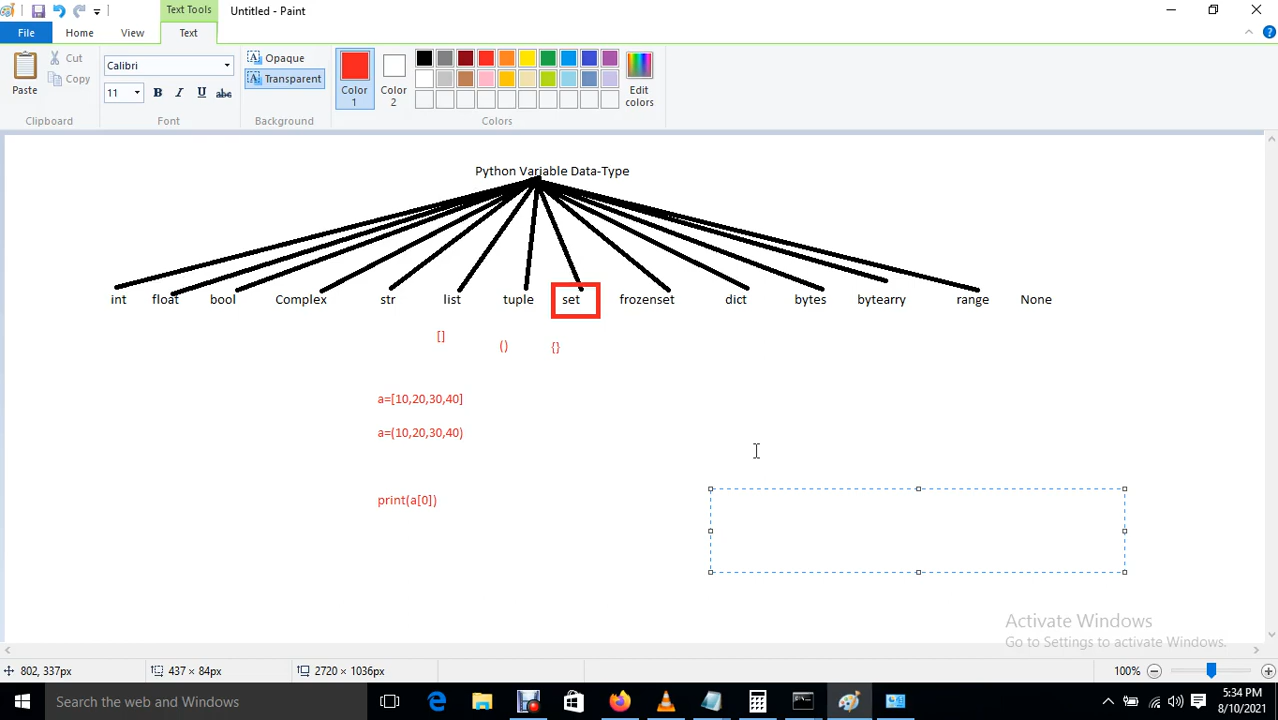 Text Tools
Untitled - Paint
File
Home
View
Text
Paste
Cut
Copy
Clipboard
Calibri
11
B I U abc
Font
Opaque
Transparent
Background
Color 1
Color 2
Edit colors
Colors
Python Variable Data-Type
int float bool Complex str list tuple set frozenset dict bytes bytearry range None
[] () {}
a=[10,20,30,40]
a=(10,20,30,40)
print(a[0])
Activate Windows
Go to Settings to activate Windows.
802, 337px
437 × 84px
2720 × 1036px
100%
Search the web and Windows
5:34 PM
8/10/2021